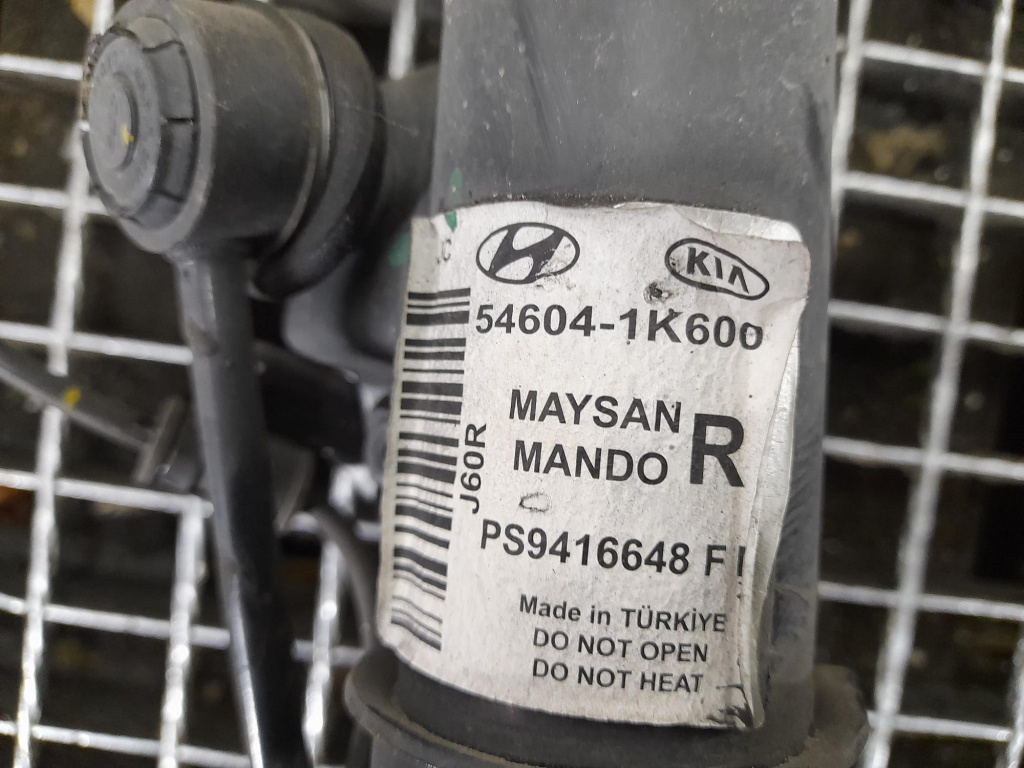 KIA
54604-1K600
MAYSAN
MANDO
R
J60R
PS9416648 F
Made in TÜRKİYE
DO NOT OPEN
DO NOT HEAT